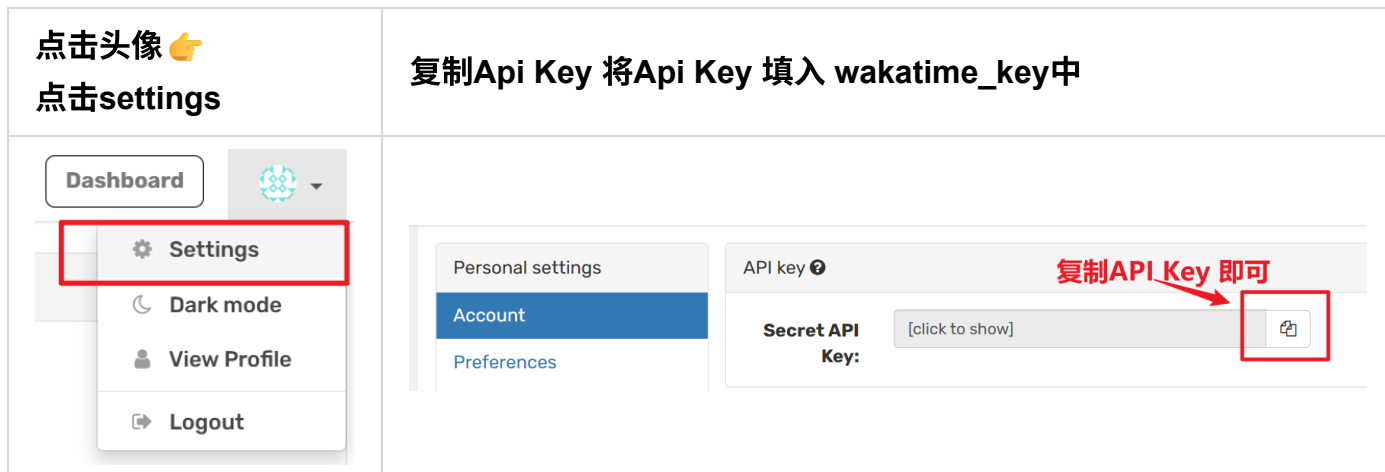 点击头像👉
点击settings
复制Api Key 将Api Key 填入 wakatime_key中
Dashboard
Settings
Dark mode
View Profile
Logout
Personal settings
Account
Preferences
API key
复制API Key 即可
Secret API
Key:
[click to show]